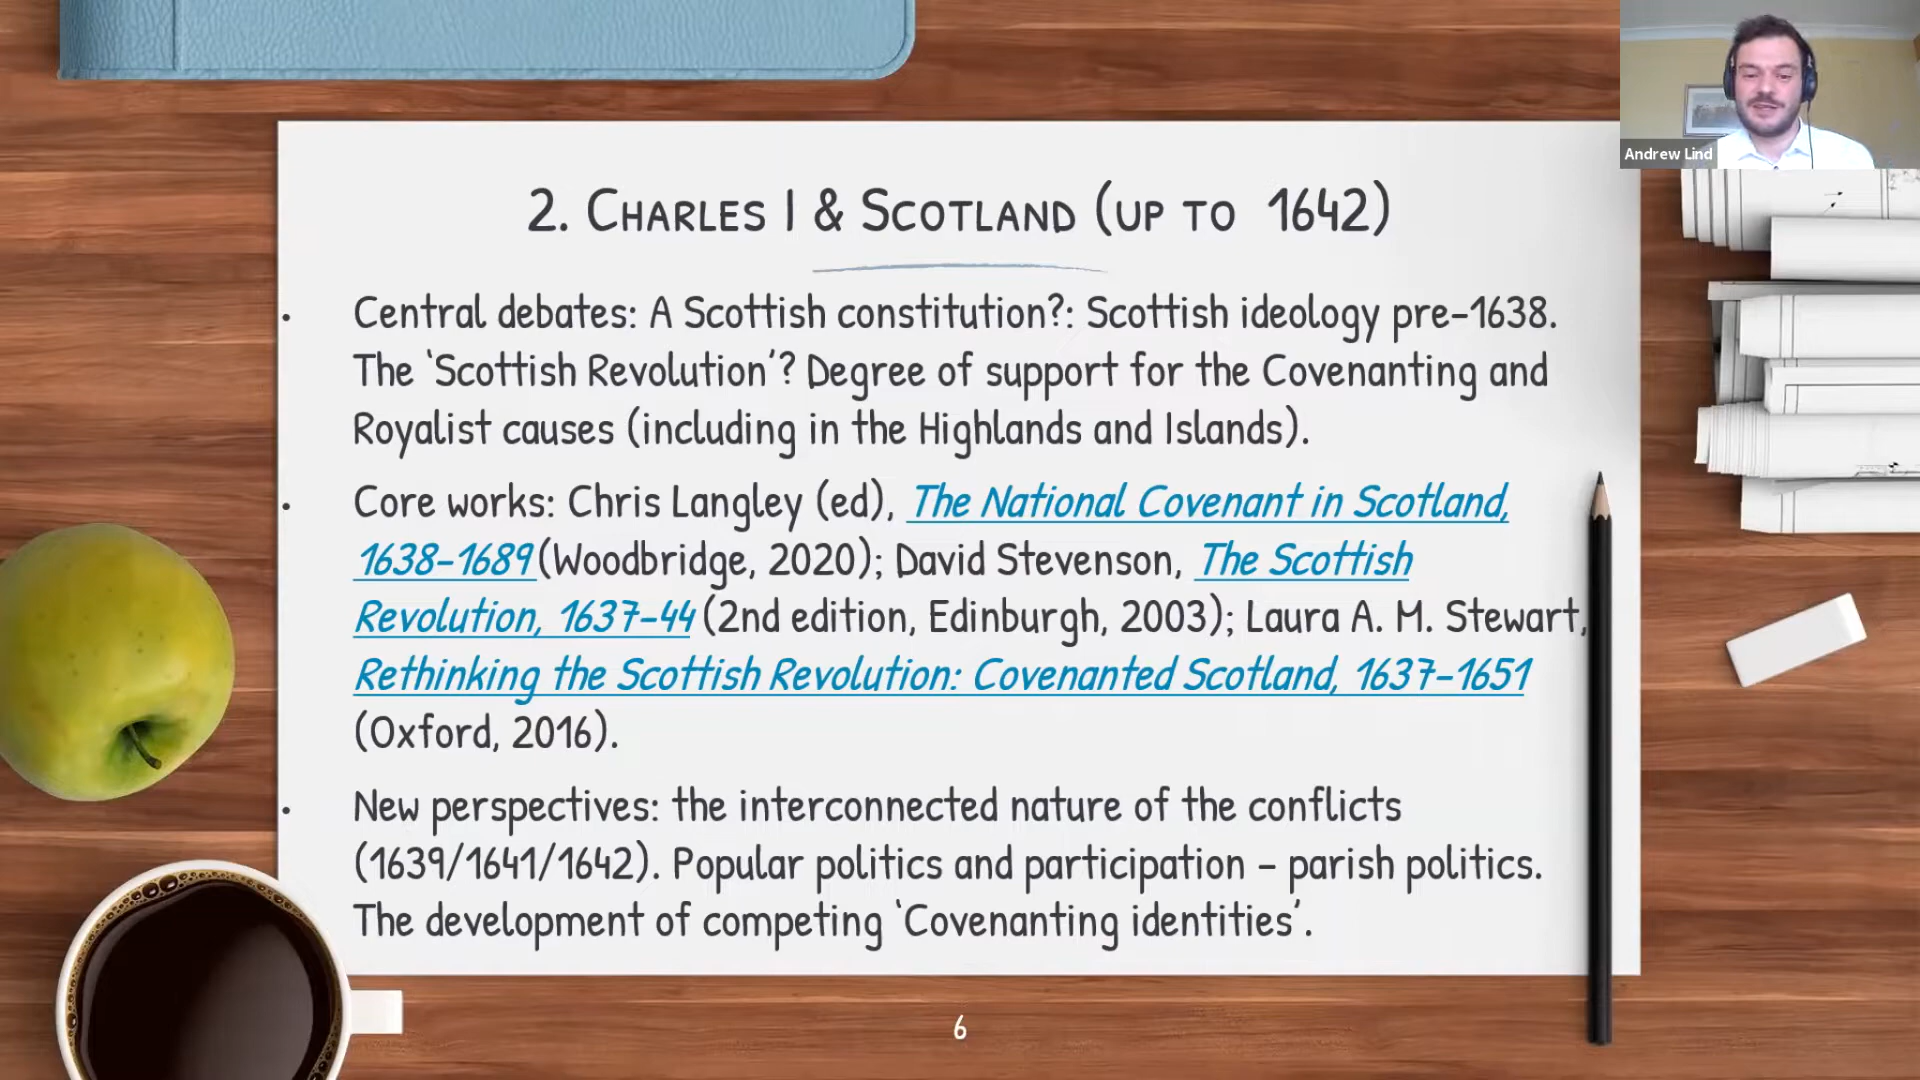 Andrew Lind
2. Charles I & Scotland (up to 1642)
• Central debates: A Scottish constitution?: Scottish ideology pre-1638.
The ‘Scottish Revolution’? Degree of support for the Covenanting and
Royalist causes (including in the Highlands and Islands).
• Core works: Chris Langley (ed), The National Covenant in Scotland,
1638-1689 (Woodbridge, 2020); David Stevenson, The Scottish
Revolution, 1637-44 (2nd edition, Edinburgh, 2003); Laura A. M. Stewart,
Rethinking the Scottish Revolution: Covenanted Scotland, 1637-1651
(Oxford, 2016).
• New perspectives: the interconnected nature of the conflicts
(1639/1641/1642). Popular politics and participation – parish politics.
The development of competing ‘Covenanting identities’.
6